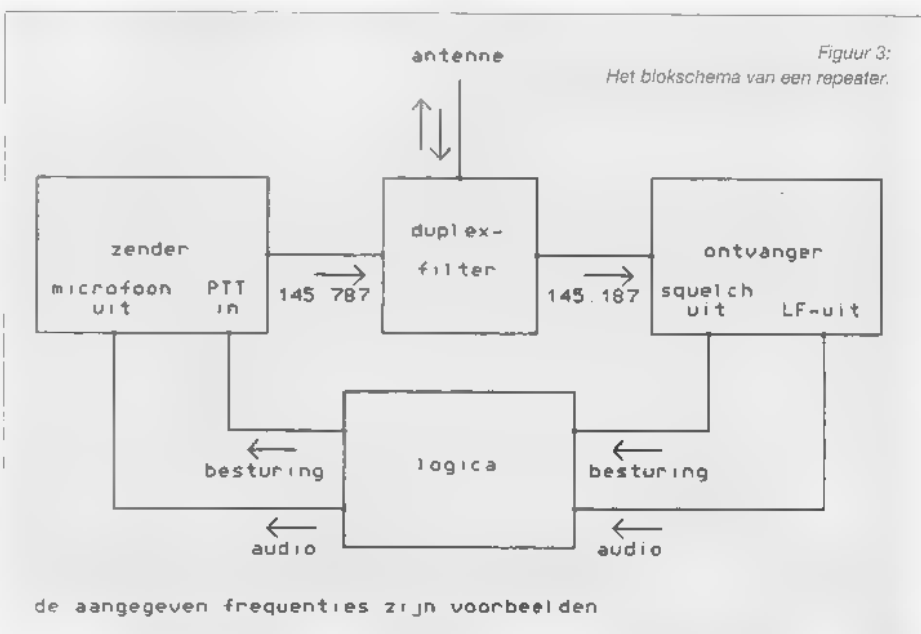 Figuur 3:
Het blokschema van een repeater.
antenne
zender
microfoon
uit
PTT
in
145 787
duplex-
filter
145.187
ontvanger
squelch
uit
LF-uit
besturing
logica
besturing
audio
audio
de aangegeven frequenties zijn voorbeelden